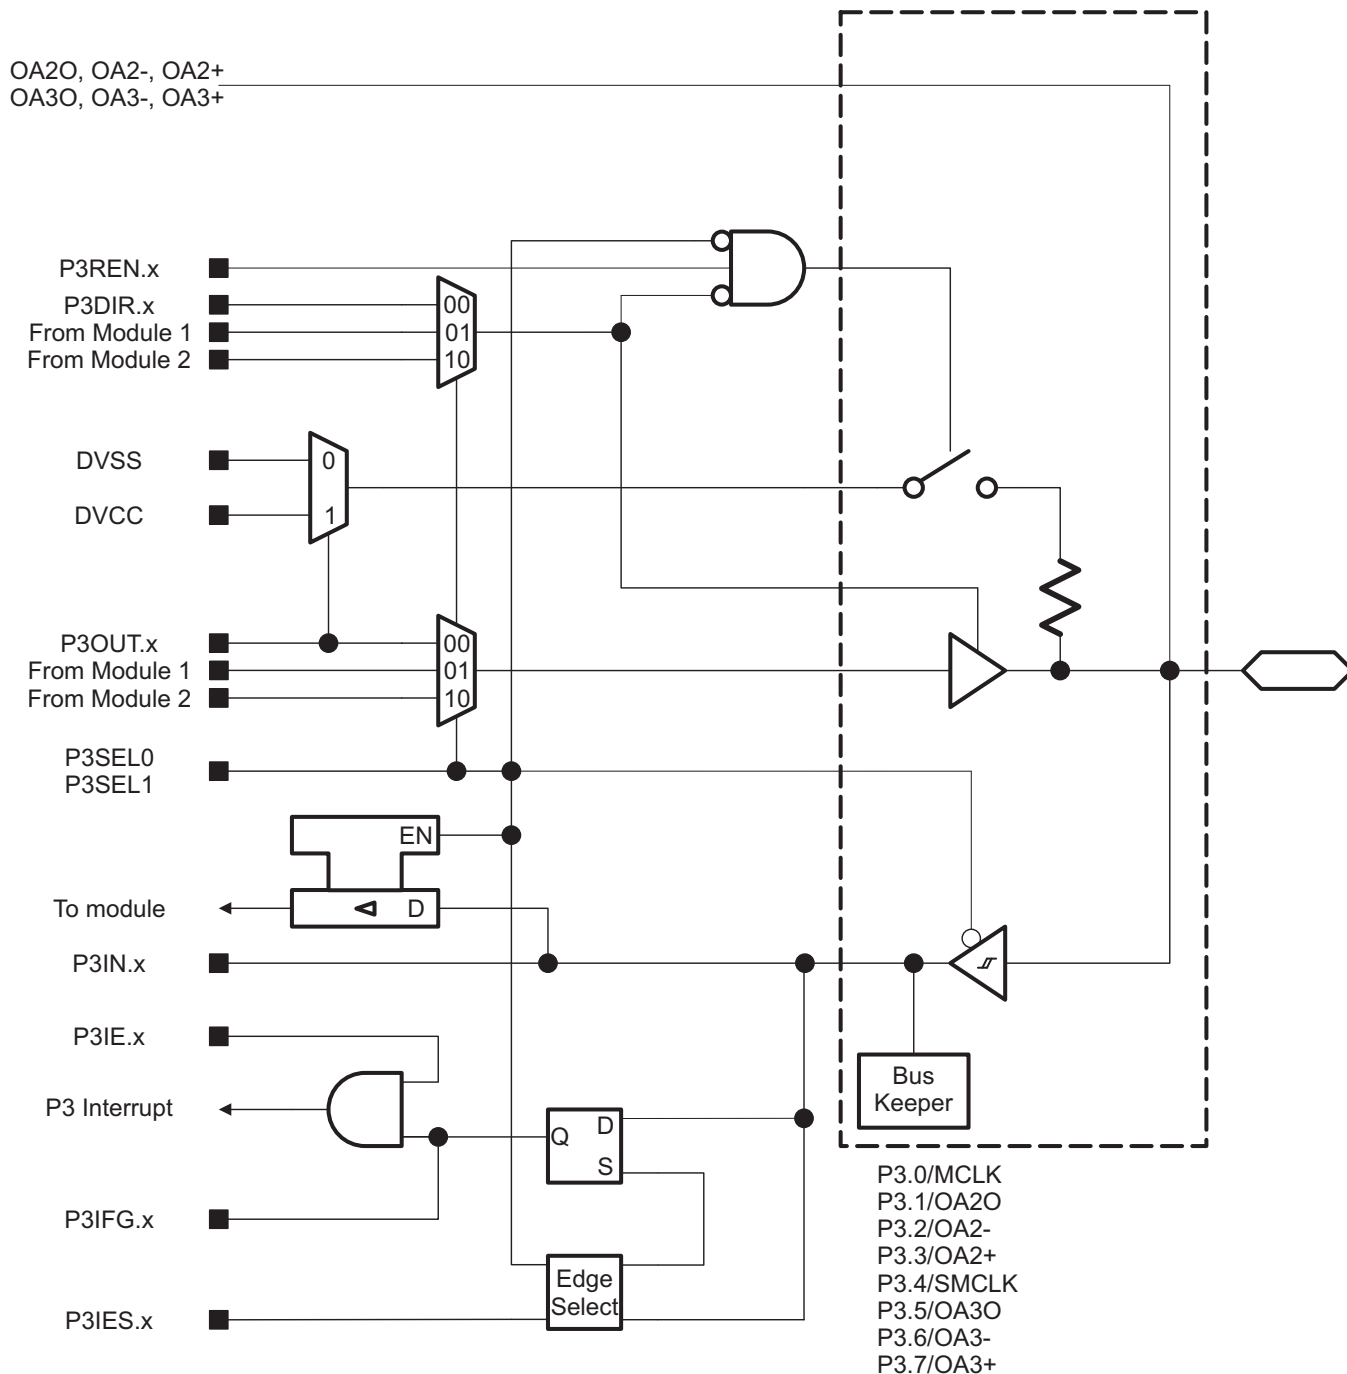 OA2O, OA2-, OA2+
OA3O, OA3-, OA3+
P3REN.x
P3DIR.x
From Module 1
From Module 2
00
01
10
DVSS
DVCC
0
1
P3OUT.x
From Module 1
From Module 2
00
01
10
P3SEL0
P3SEL1
EN
To module
D
P3IN.x
P3IE.x
P3 Interrupt
Q
D
S
Bus
Keeper
P3IFG.x
Edge
Select
P3IES.x
P3.0/MCLK
P3.1/OA2O
P3.2/OA2-
P3.3/OA2+
P3.4/SMCLK
P3.5/OA3O
P3.6/OA3-
P3.7/OA3+